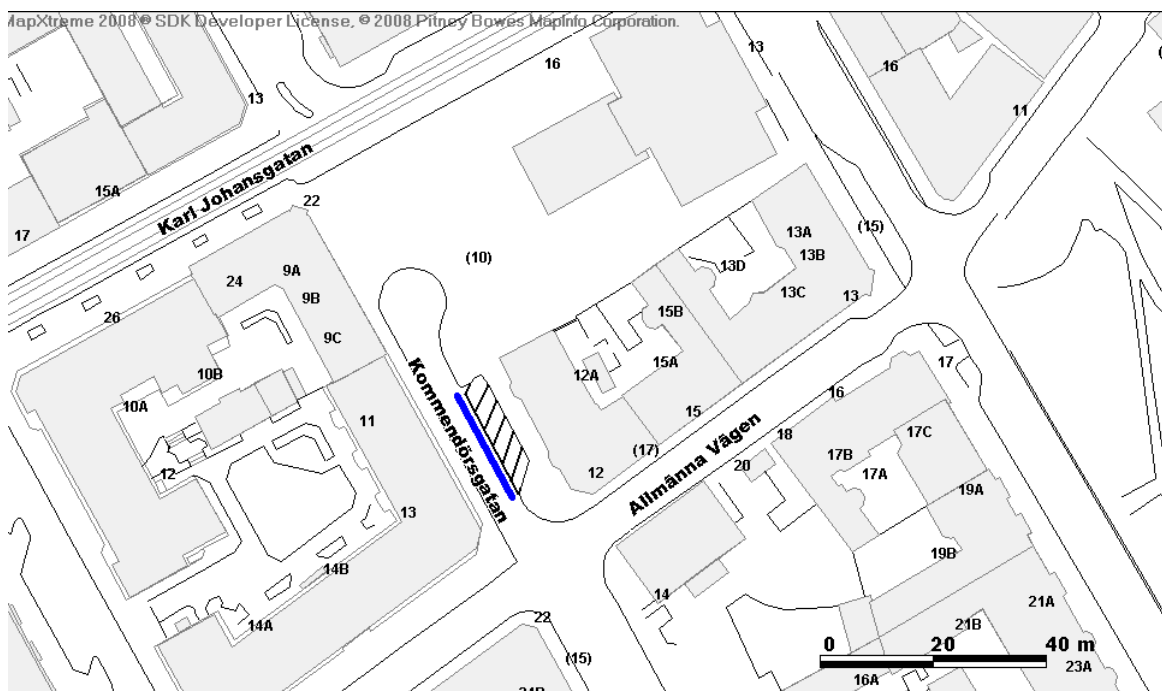 MapXtreme 2008 ® SDK Developer License, © 2008 Pitney Bowes MapInfo Corporation.
13
16
16
13
11
15A
Karl Johansgatan
17
22
(15)
13A
13B
(10)
13D
9A
24
13C
13
9B
15B
26
9C
15A
17
10B
12A
16
10A
Kommendörsgatan
15
11
18
17C
(17)
17B
Allmänna Vägen
20
12
12
17A
19A
13
19B
14B
14
21A
14A
22
21B
0 20 40 m
(15)
23A
16A